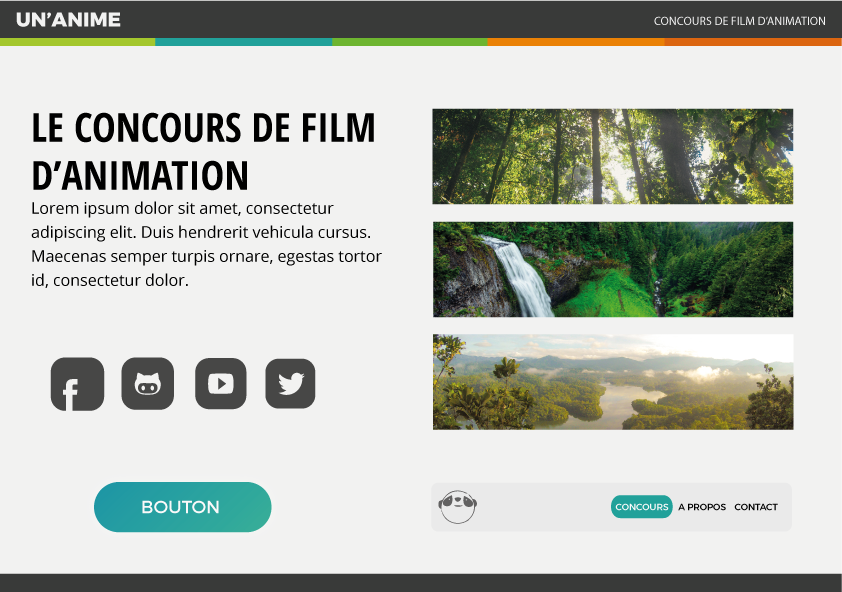 UN’ANIME
CONCOURS DE FILM D’ANIMATION
LE CONCOURS DE FILM
D’ANIMATION
Lorem ipsum dolor sit amet, consectetur
adipiscing elit. Duis hendrerit vehicula cursus.
Maecenas semper turpis ornare, egestas tortor
id, consectetur dolor.
BOUTON
CONCOURS A PROPOS CONTACT